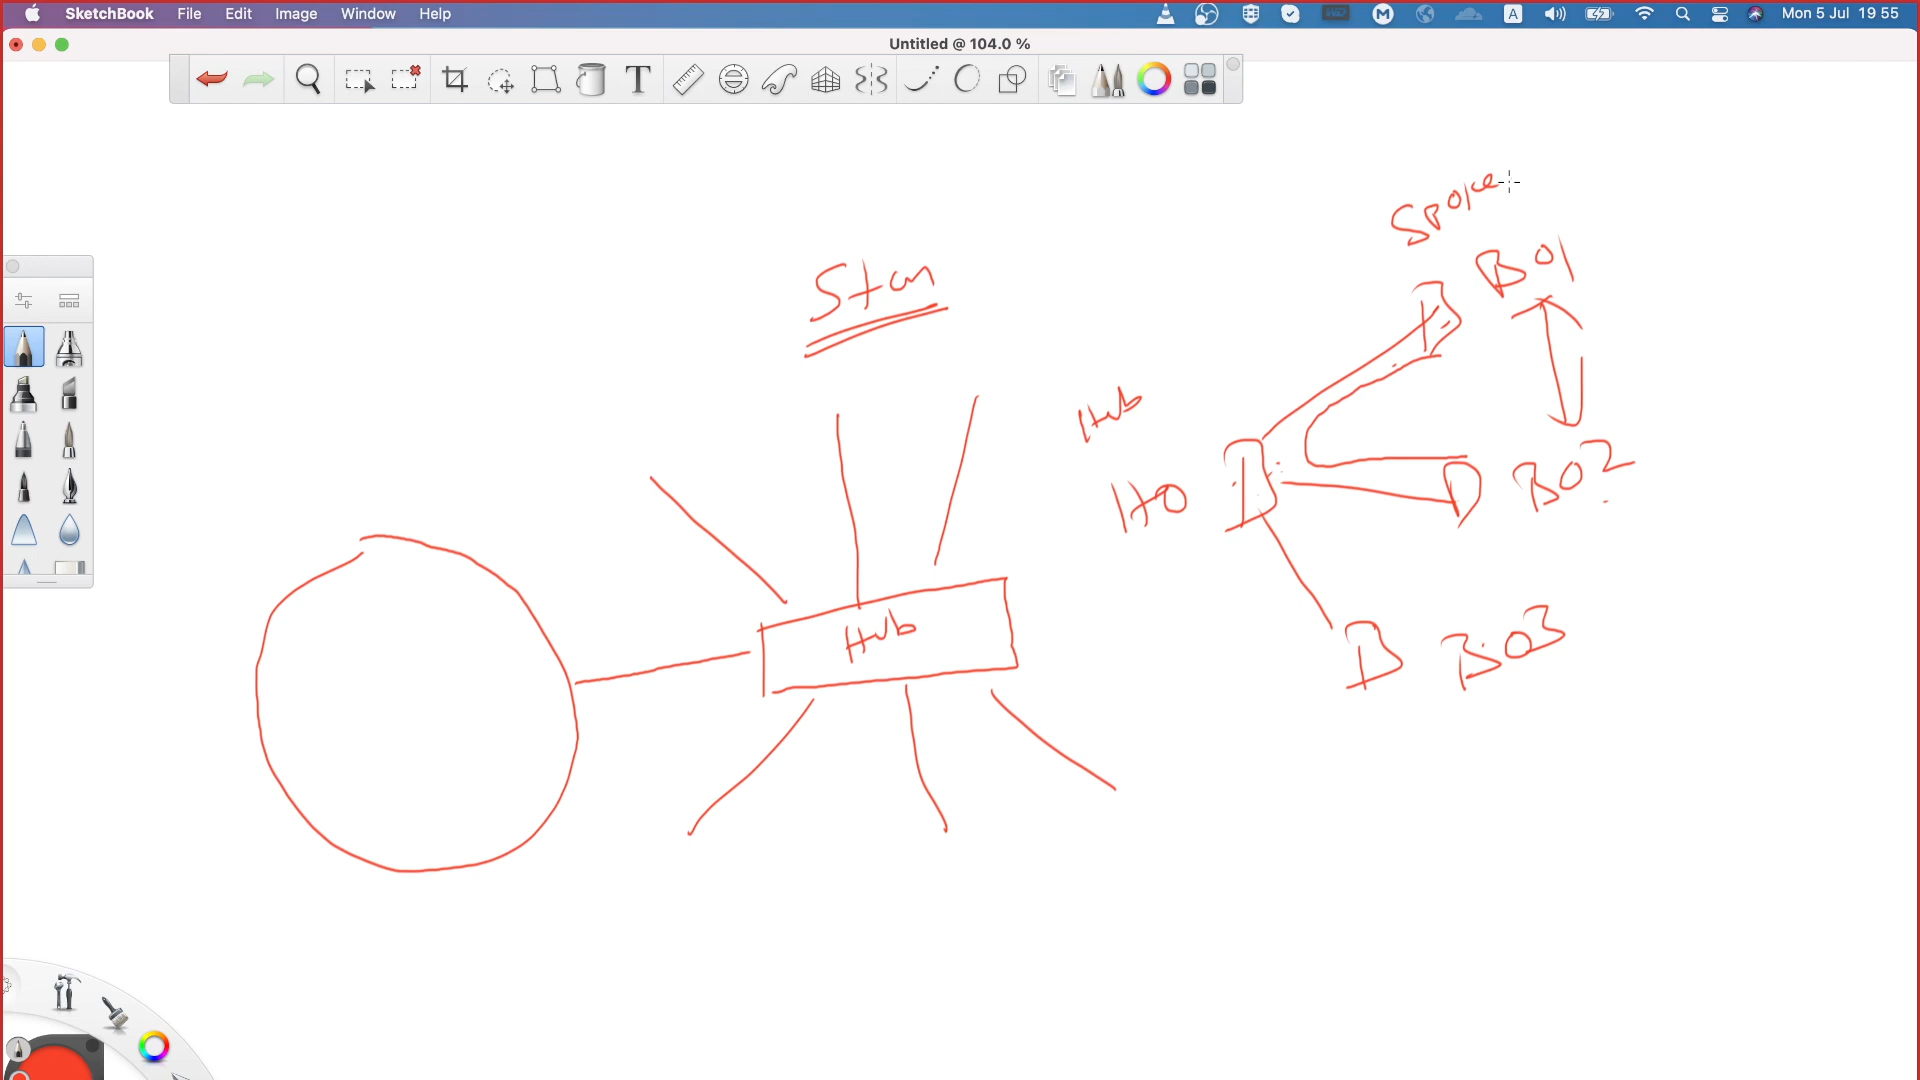 SketchBook File Edit Image Window Help
A Mon 5 Jul 19 55
Untitled @ 104.0 %
T
Spoke
BO1
Star
Hub
HO
BO2
Hub
BO3